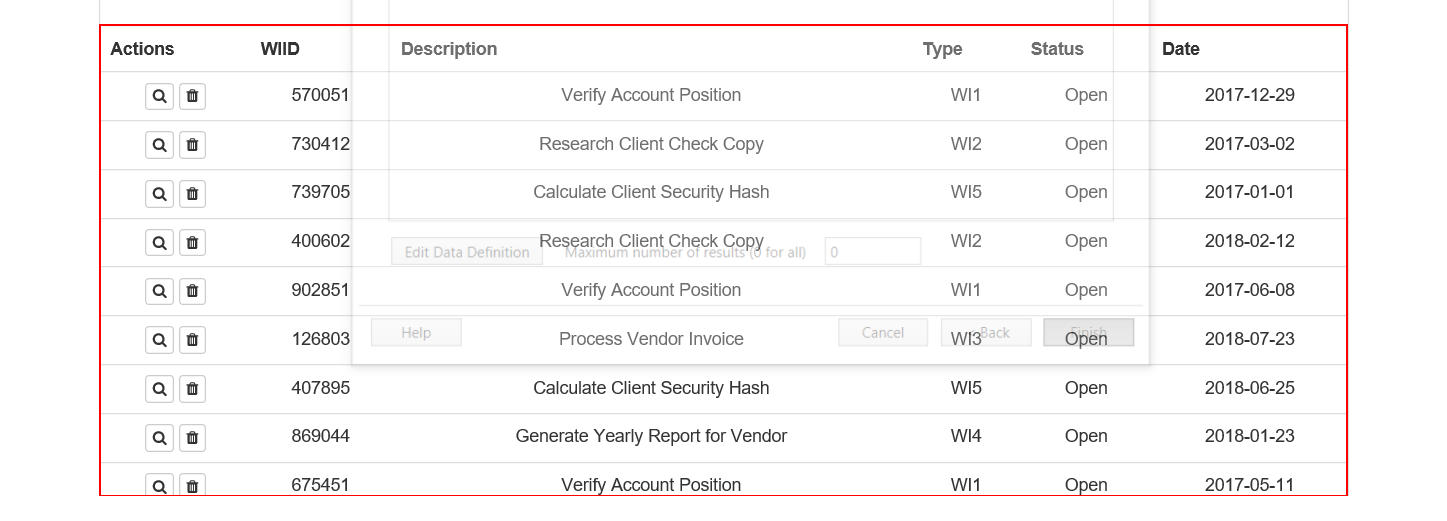 Actions WIID Description Type Status Date
570051 Verify Account Position WI1 Open 2017-12-29
730412 Research Client Check Copy WI2 Open 2017-03-02
739705 Calculate Client Security Hash WI5 Open 2017-01-01
400602 Research Client Check Copy WI2 Open 2018-02-12
Edit Data Definition Maximum number of results (0 for all) 0
902851 Verify Account Position WI1 Open 2017-06-08
126803 Process Vendor Invoice WI3 Open 2018-07-23
Help Cancel < Back Finish
407895 Calculate Client Security Hash WI5 Open 2018-06-25
869044 Generate Yearly Report for Vendor WI4 Open 2018-01-23
675451 Verify Account Position WI1 Open 2017-05-11